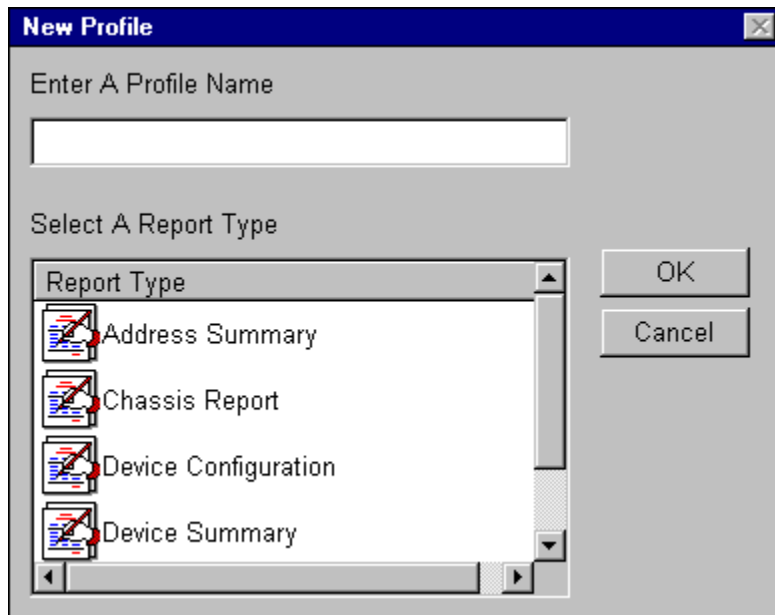 New Profile
Enter A Profile Name
Select A Report Type
Report Type
Address Summary
Chassis Report
Device Configuration
Device Summary
OK
Cancel